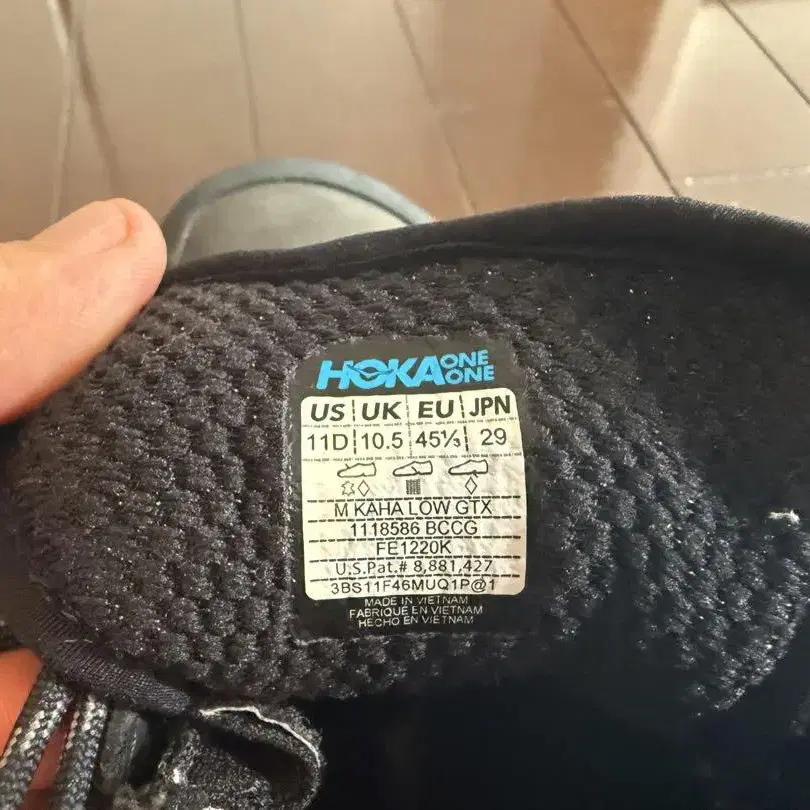 HOKA ONE ONE
US UK EU JPN
11D 10.5 45⅓ 29
M KAHA LOW GTX
1118586 BCCG
FE1220K
U.S.Pat.# 8,881,427
3BS11F46MUQ1P@1
MADE IN VIETNAM
FABRIQUE EN VIETNAM
HECHO EN VIETNAM